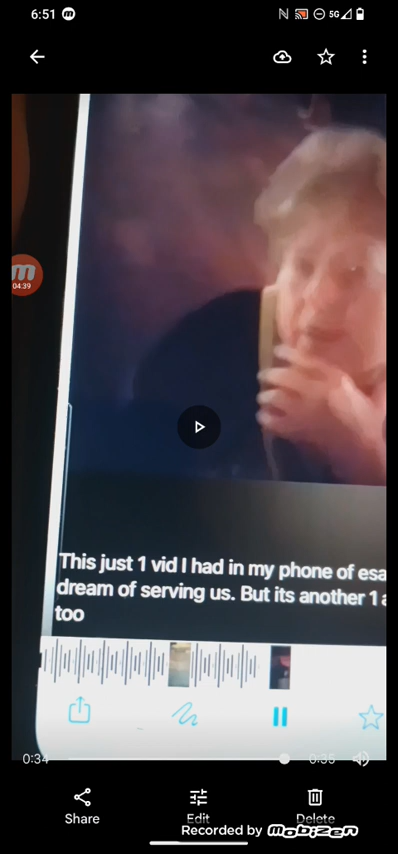 6:51
5G
04:39
This just 1 vid I had in my phone of esa
dream of serving us. But its another 1
too
0:34
0:35
Share
Edit
Delete
Recorded by mobizen